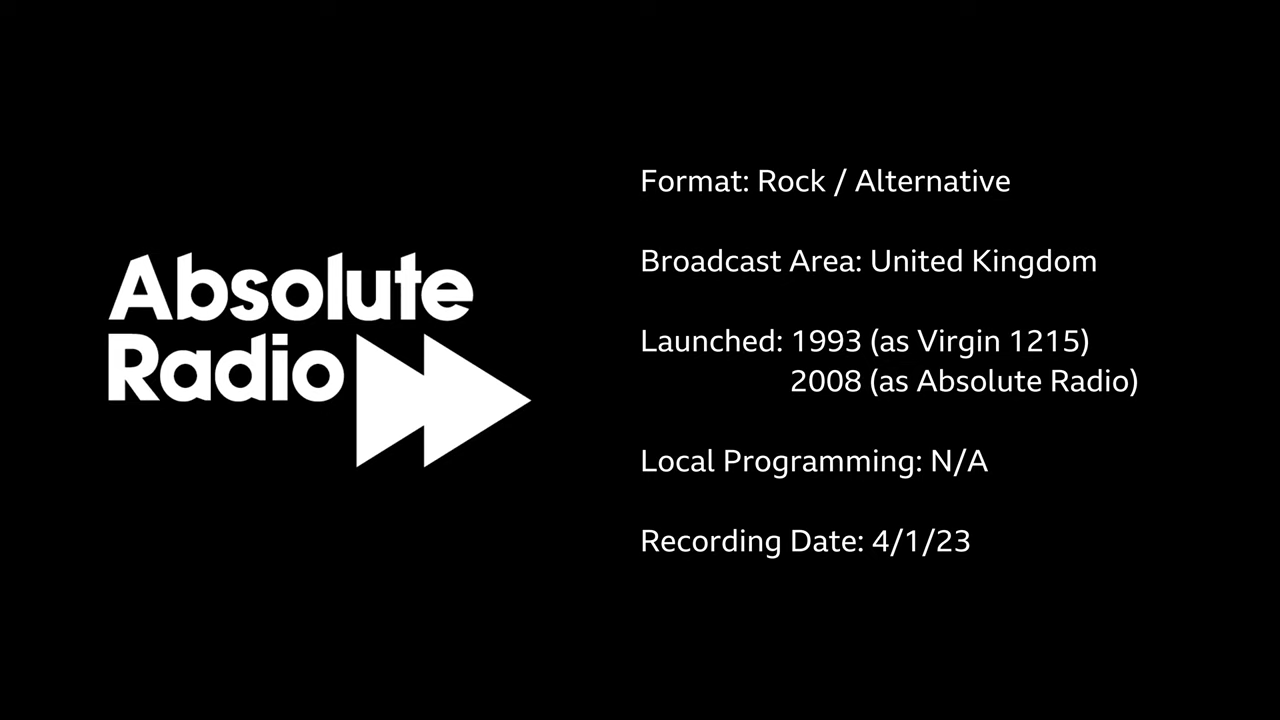 Absolute
Radio
Format: Rock / Alternative
Broadcast Area: United Kingdom
Launched: 1993 (as Virgin 1215)
2008 (as Absolute Radio)
Local Programming: N/A
Recording Date: 4/1/23